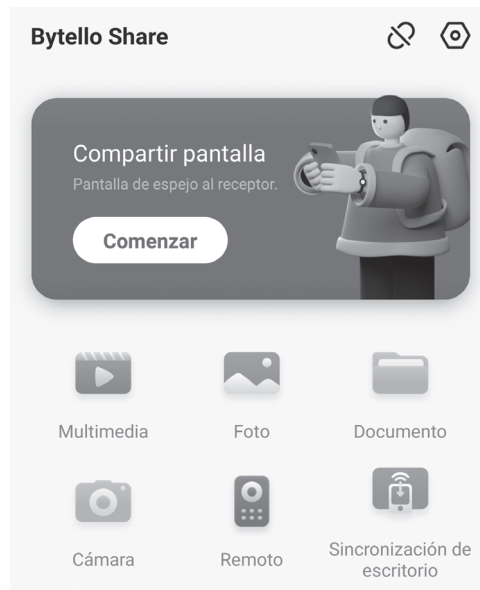 Bytello Share
Compartir pantalla
Pantalla de espejo al receptor.
Comenzar
Multimedia
Foto
Documento
Cámara
Remoto
Sincronización de
escritorio